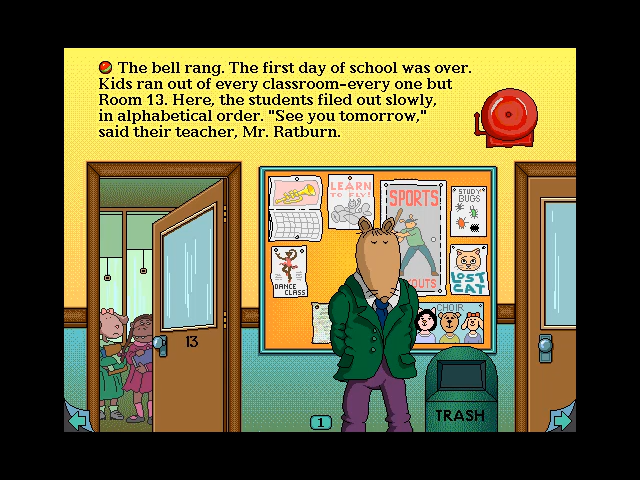 The bell rang. The first day of school was over.
Kids ran out of every classroom-every one but
Room 13. Here, the students filed out slowly,
in alphabetical order. "See you tomorrow,"
said their teacher, Mr. Ratburn.
LEARN
TO FLY!
SPORTS
STUDY
BUGS
DANCE
CLASS
LOST
CAT
CHOIR
13
TRASH
1